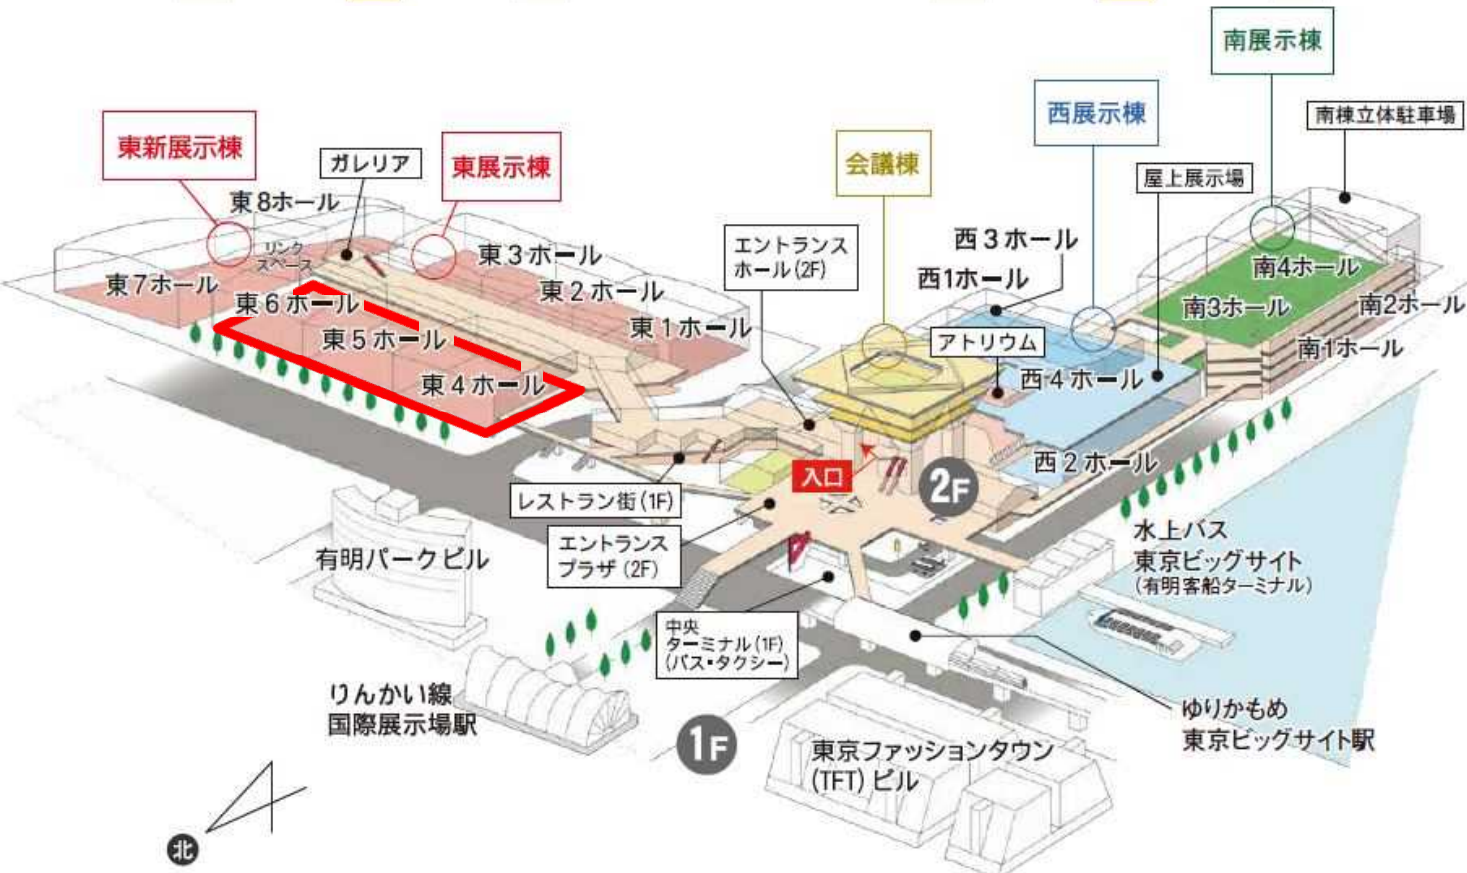 南展示棟
西展示棟
南棟立体駐車場
東新展示棟
ガレリア
東展示棟
会議棟
屋上展示場
東8ホール
リンク
スペース
東3ホール
エントランス
ホール(2F)
西3ホール
西1ホール
南4ホール
東7ホール
東6ホール
東2ホール
南3ホール
南2ホール
東5ホール
東1ホール
アトリウム
南1ホール
東4ホール
西4ホール
入口
2F
西2ホール
レストラン街(1F)
エントランス
プラザ(2F)
有明パークビル
水上バス
東京ビッグサイト
(有明客船ターミナル)
中央
ターミナル(1F)
(バス・タクシー)
りんかい線
国際展示場駅
1F
東京ファッションタウン
(TFT)ビル
ゆりかもめ
東京ビッグサイト駅
北